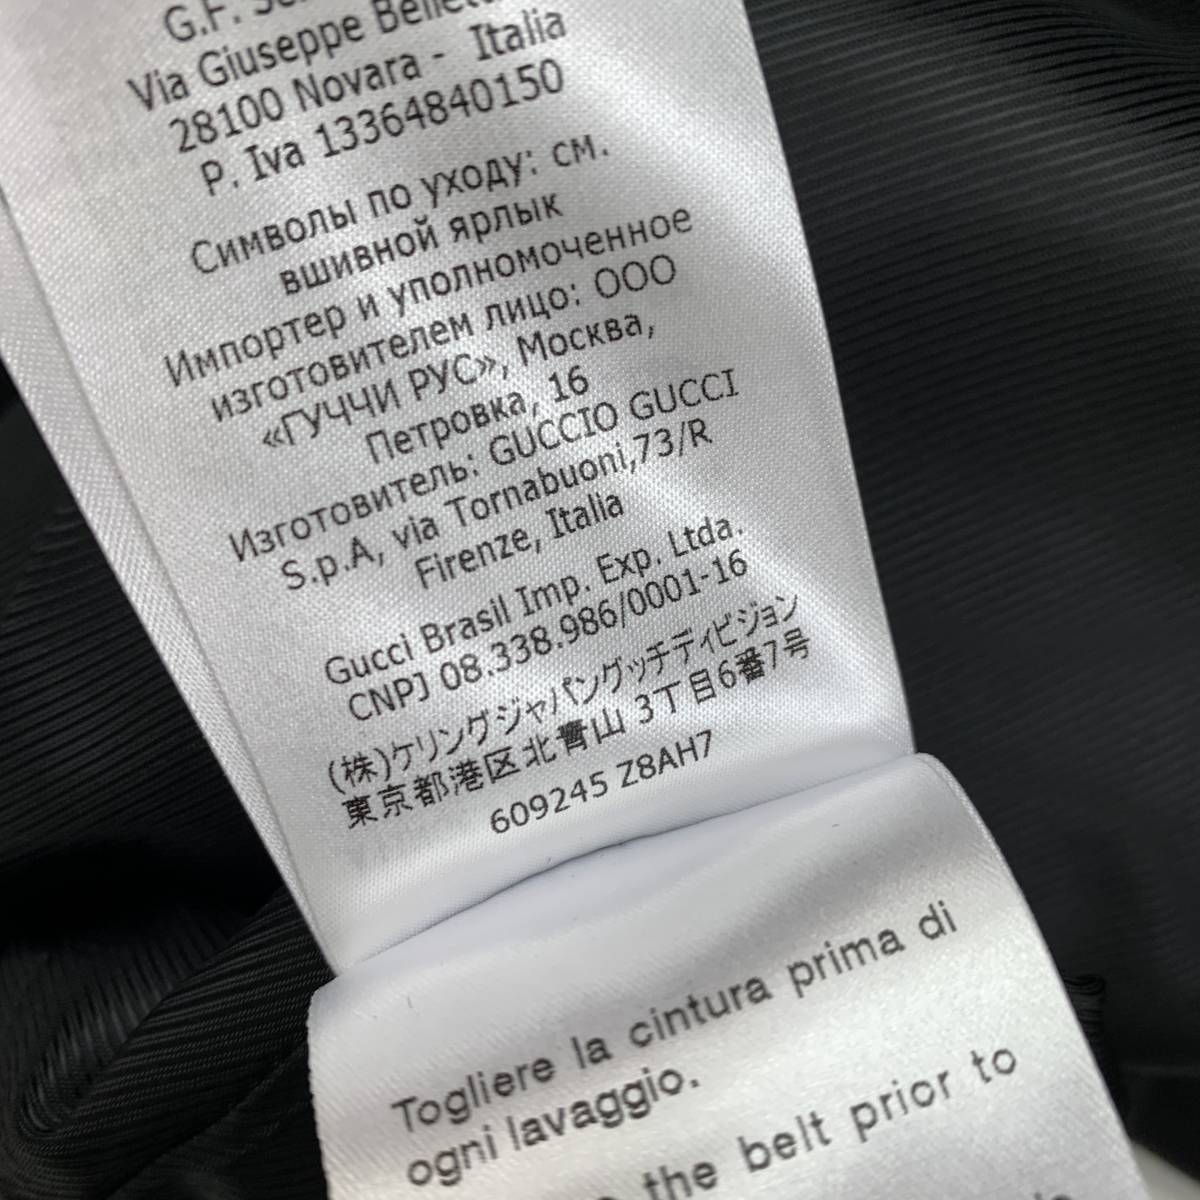 G.F.
Via Giuseppe
28100 Novara - Italia
P. Iva 13364840150
Символы по уходу: см.
вшивной ярлык
Импортер и уполномоченное
изготовителем лицо: ООО
«ГУЧЧИ РУС», Москва,
Петровка, 16
Изготовитель: GUCCIO GUCCI
S.p.A, via Tornabuoni,73/R
Firenze, Italia
Gucci Brasil Imp. Exp. Ltda.
CNPJ 08.338.986/0001-16
(株)ケリングジャパングッチディビジョン
東京都港区北青山 3丁目6番7号
609245 Z8AH7
Togliere la cintura prima di
ogni lavaggio.
the belt prior to